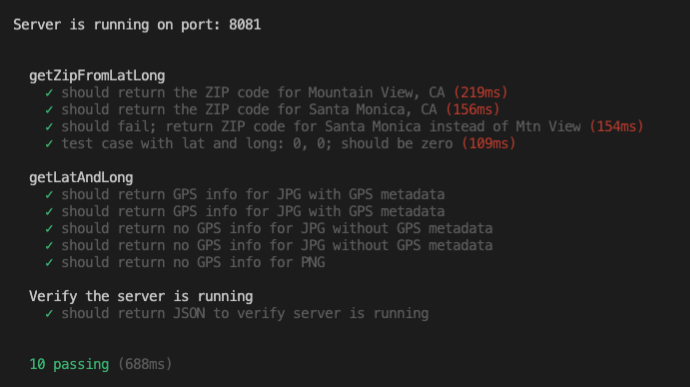 Server is running on port: 8081
getZipFromLatLong
✓ should return the ZIP code for Mountain View, CA (219ms)
✓ should return the ZIP code for Santa Monica, CA (156ms)
✓ should fail; return ZIP code for Santa Monica instead of Mtn View (154ms)
✓ test case with lat and long: 0, 0; should be zero (109ms)
getLatAndLong
✓ should return GPS info for JPG with GPS metadata
✓ should return GPS info for JPG with GPS metadata
✓ should return no GPS info for JPG without GPS metadata
✓ should return no GPS info for JPG without GPS metadata
✓ should return no GPS info for PNG
Verify the server is running
✓ should return JSON to verify server is running
10 passing (688ms)